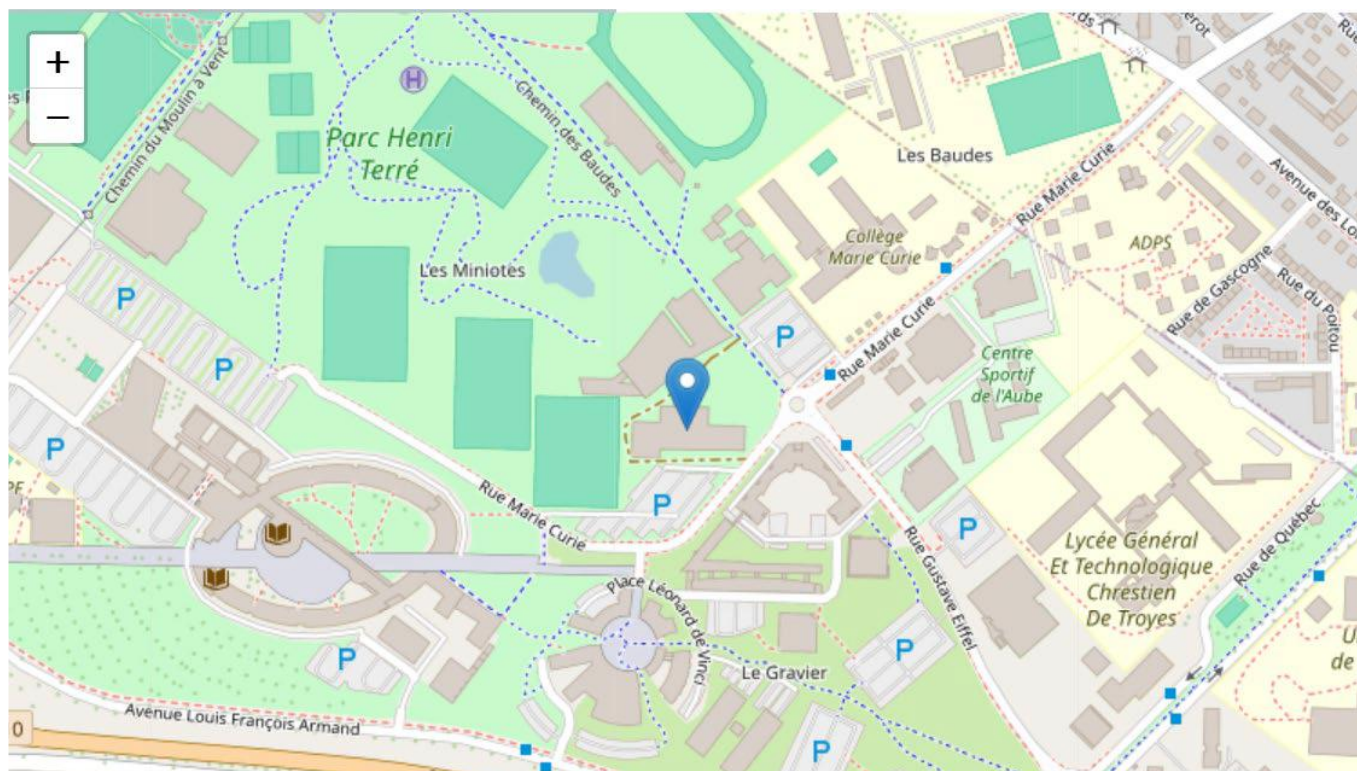 +
−
Chemin du Moulin à Vent
H
Parc Henri
Terré
Chemin des Baudes
Les Baudes
Rue Marie Curie
Avenue des Lo
Collège
Marie Curie
ADPS
Rue de Gascogne
Rue du Poitou
Les Miniotes
P
P
P
Rue Marie Curie
Centre
Sportif
de l'Aube
P
P
P
Rue Marie Curie
Rue Gustave Eiffel
Lycée Général
Et Technologique
Chrestien
De Troyes
Rue de Québec
Place Léonard de Vinci
P
P
Le Gravier
U
de
Avenue Louis François Armand
0
P